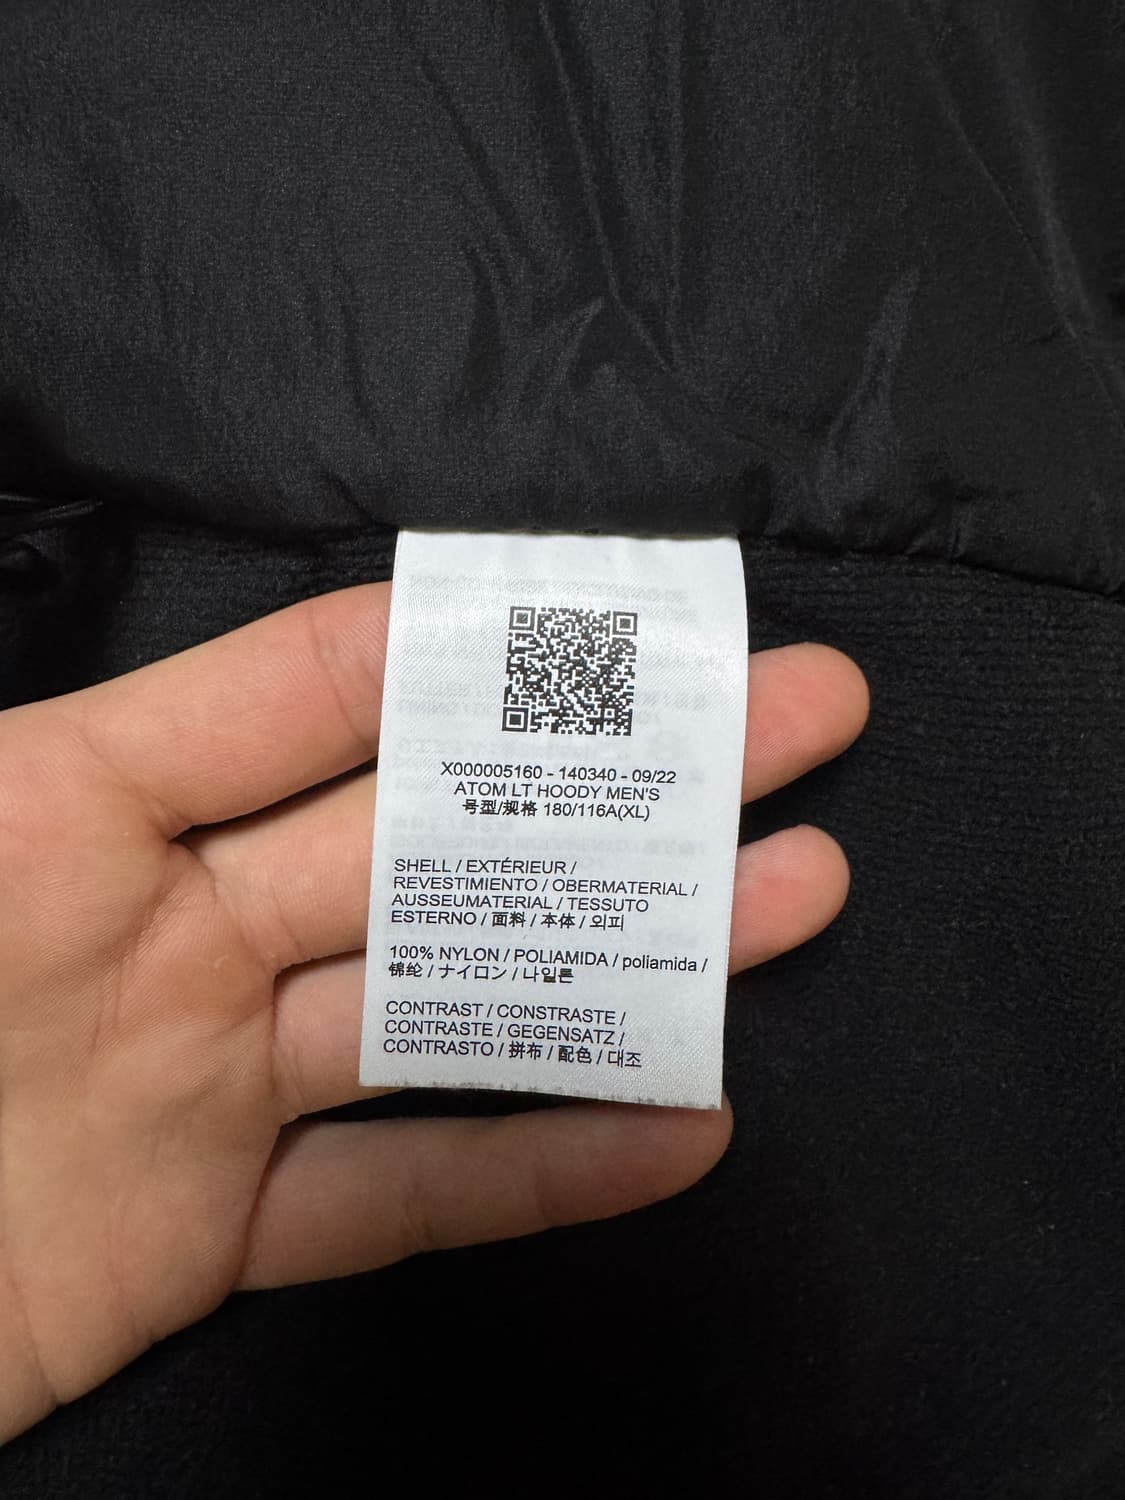 X000005160 - 140340 - 09/22
ATOM LT HOODY MEN'S
号型/规格 180/116A(XL)
SHELL / EXTÉRIEUR /
REVESTIMIENTO / OBERMATERIAL /
AUSSEUMATERIAL / TESSUTO
ESTERNO / 面料 / 本体 / 외피
100% NYLON / POLIAMIDA / poliamida /
锦纶 / ナイロン / 나일론
CONTRAST / CONSTRASTE /
CONTRASTE / GEGENSATZ /
CONTRASTO / 拼布 / 配色 / 대조